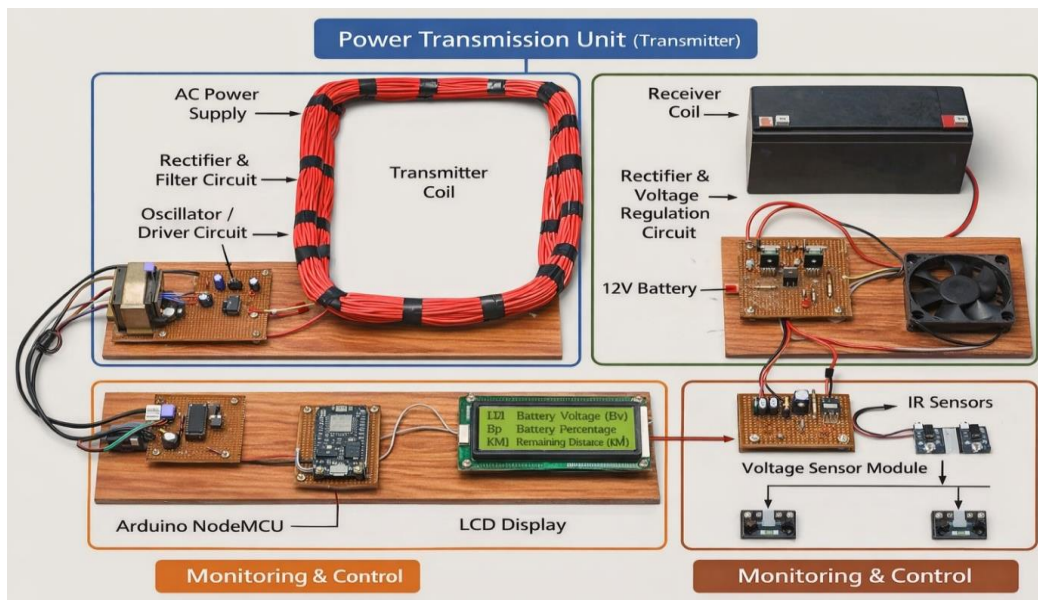 Power Transmission Unit (Transmitter)
AC Power
Supply
Rectifier &
Filter Circuit
Oscillator /
Driver Circuit
Transmitter
Coil
Receiver
Coil
Rectifier &
Voltage
Regulation
Circuit
12V Battery
Battery Voltage (Bv)
Bp Battery Percentage
Remaining Distarce (KM)
Arduino NodeMCU
LCD Display
IR Sensors
Voltage Sensor Module
Monitoring & Control
Monitoring & Control